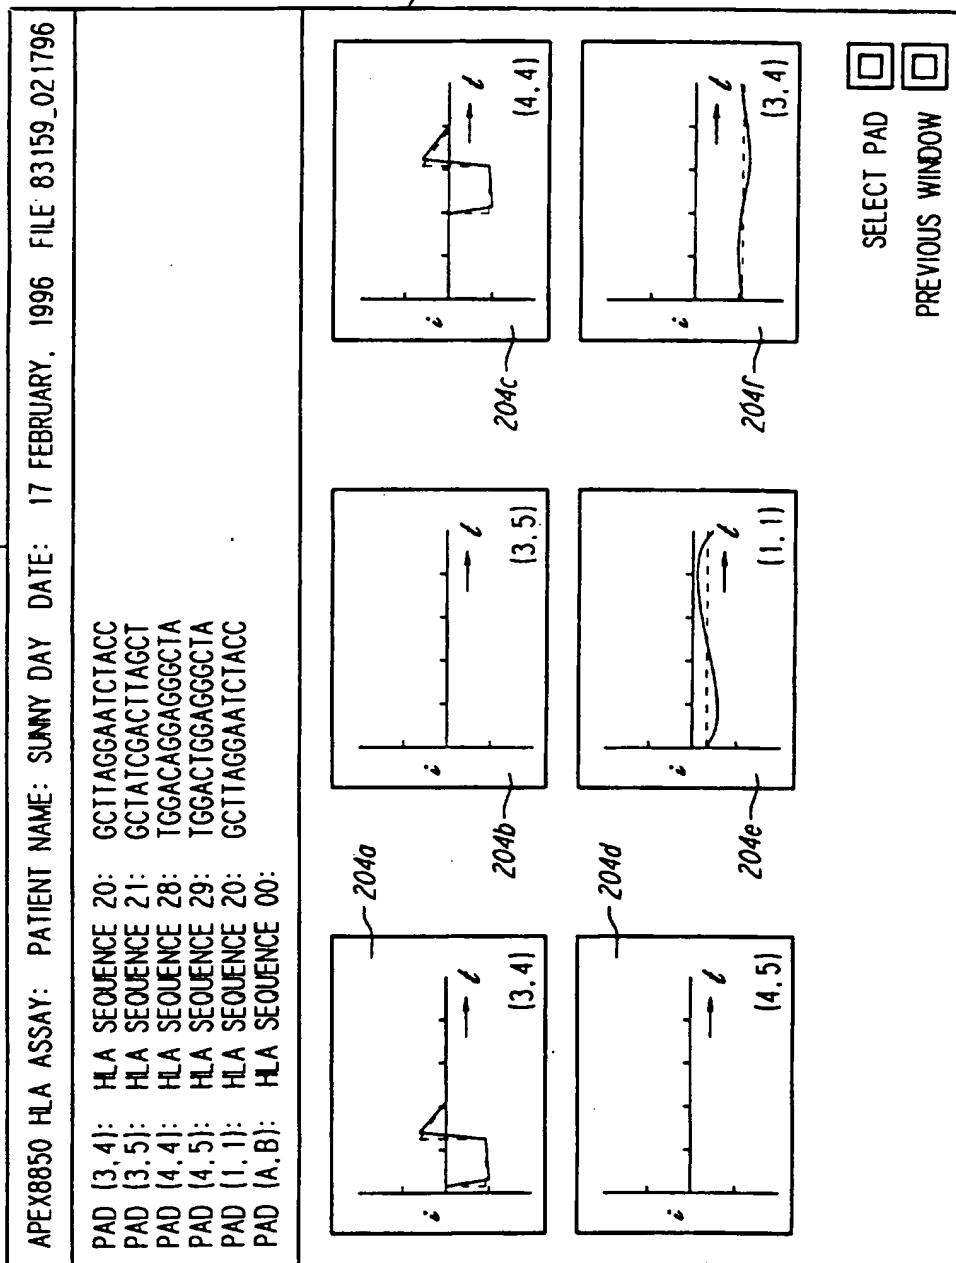 APEX8850 HLA ASSAY: PATIENT NAME: SUNNY DAY DATE: 17 FEBRUARY, 1996 FILE 83159_021796
PAD (3,4): HLA SEQUENCE 20: GCTTAGGAATCTACC
PAD (3,5): HLA SEQUENCE 21: GCTATCGACTTAGCT
PAD (4,4): HLA SEQUENCE 28: TGGACAGGAGGGCTA
PAD (4,5): HLA SEQUENCE 29: TGGACTGGAGGGCTA
PAD (1,1): HLA SEQUENCE 20: GCTTAGGAATCTACC
PAD (A,B): HLA SEQUENCE 00:
204a
i
l
(3,4)
204b
i
l
(3,5)
204c
i
l
(4,4)
204d
i
l
(4,5)
204e
i
l
(1,1)
204f
i
l
(3,4)
SELECT PAD
PREVIOUS WINDOW